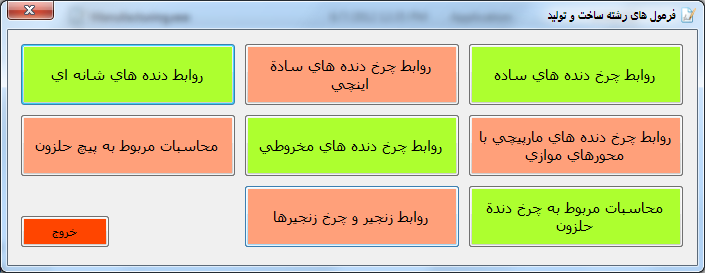 فرمول های رشته ساخت و تولید
روابط چرخ دنده هاي ساده
روابط چرخ دنده هاي سادة
اينچي
روابط دنده هاي شانه اي
روابط چرخ دنده هاي مارپيچي با
محورهاي موازي
روابط چرخ دنده هاي مخروطي
محاسبات مربوط به پيچ حلزون
محاسبات مربوط به چرخ دندة
حلزون
روابط زنجير و چرخ زنجيرها
خروج